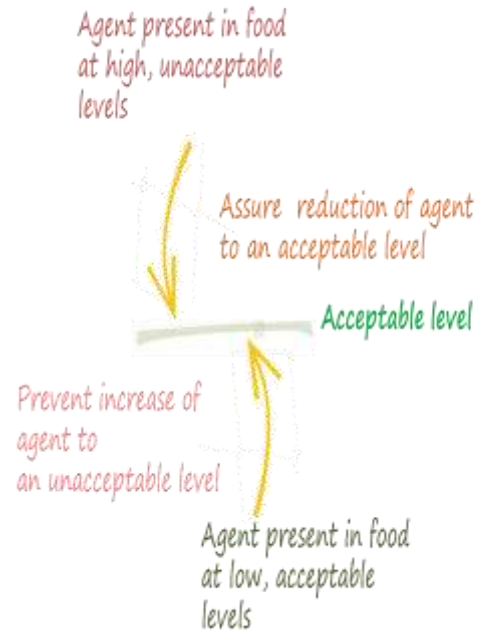 Agent present in food
at high, unacceptable
levels
Assure reduction of agent
to an acceptable level
Acceptable level
Prevent increase of
agent to
an unacceptable level
Agent present in food
at low, acceptable
levels